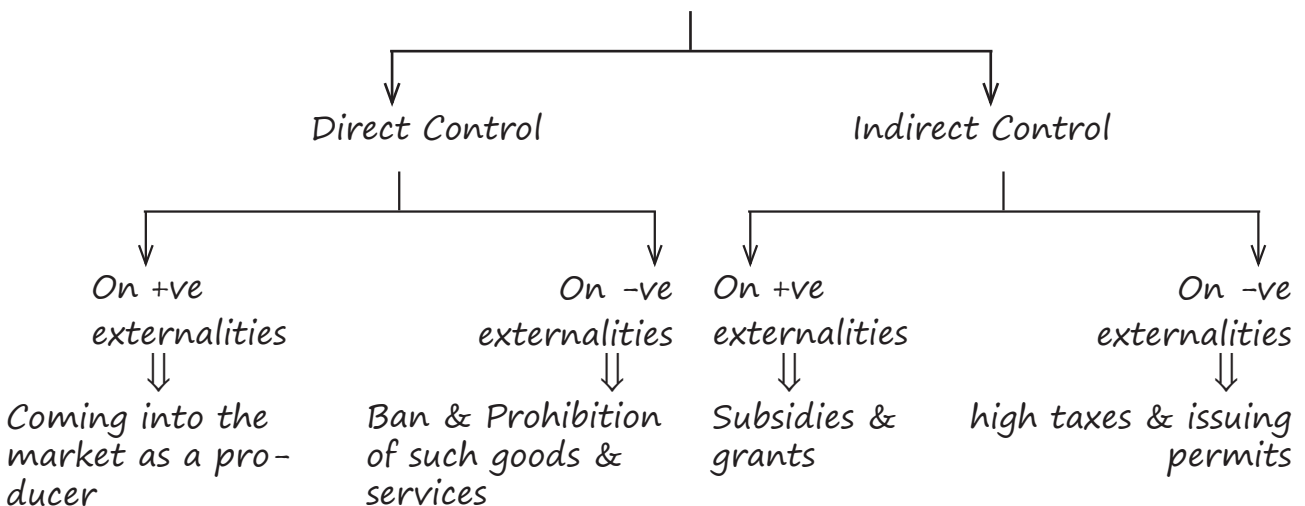 Direct Control
Indirect Control
On +ve
externalities
On -ve
externalities
On +ve
externalities
On -ve
externalities
Coming into the
market as a pro-
ducer
Ban & Prohibition
of such goods &
services
Subsidies &
grants
high taxes & issuing
permits